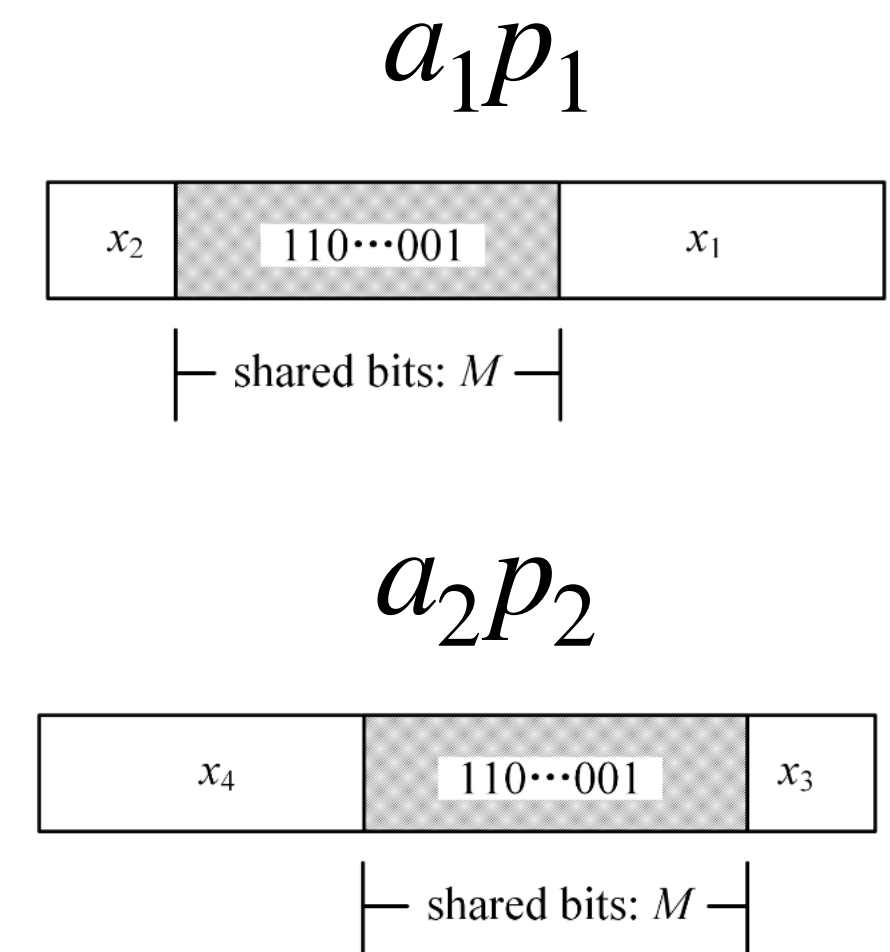 a₁p₁
x₂ 110⋯001 x₁
shared bits: M
a₂p₂
x₄ 110⋯001 x₃
shared bits: M